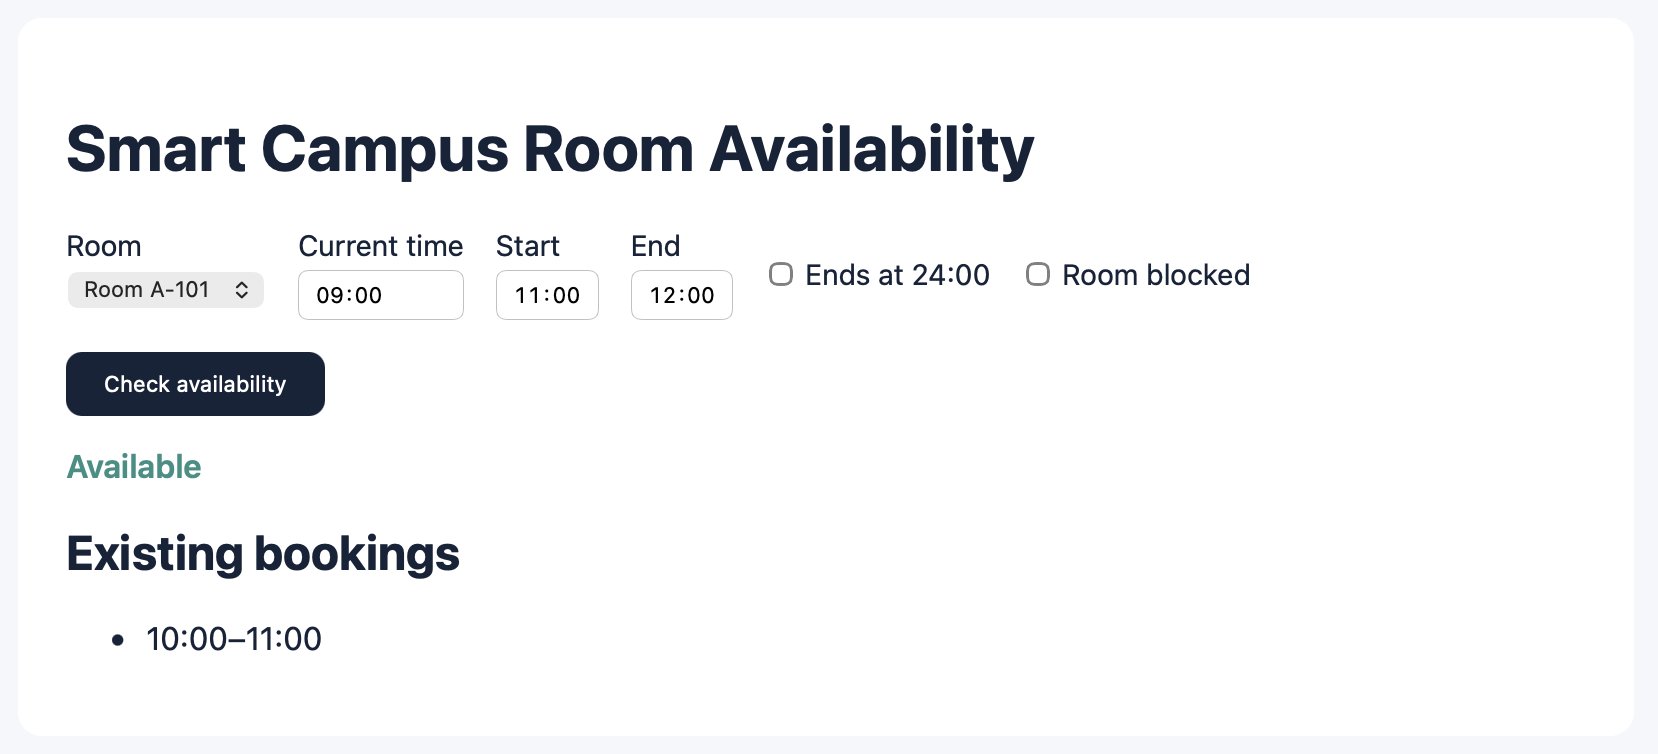 Smart Campus Room Availability
Room Current time Start End
Room A-101 09:00 11:00 12:00 Ends at 24:00 Room blocked
Check availability
Available
Existing bookings
• 10:00–11:00